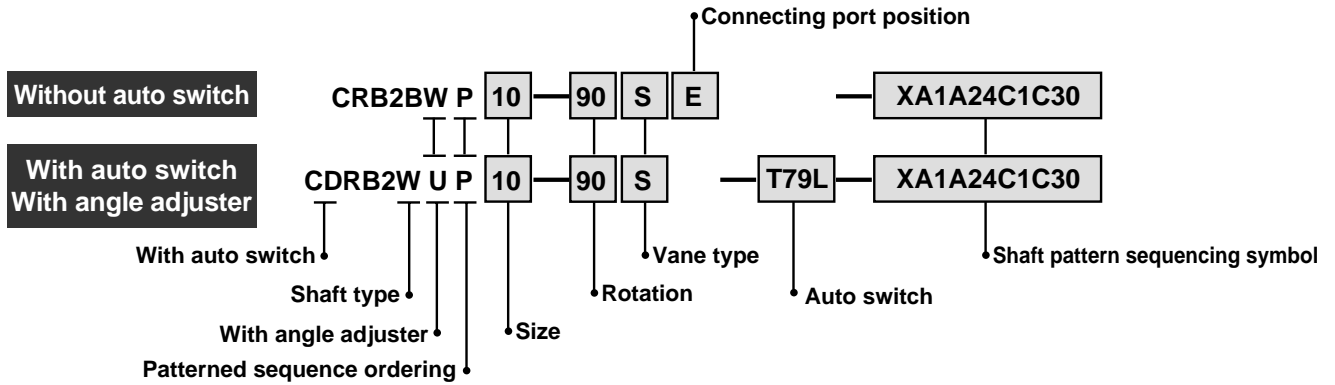 Connecting port position
Without auto switch CRB2BW P 10 — 90 S E — XA1A24C1C30
With auto switch
With angle adjuster
CDRB2W U P 10 — 90 S — T79L — XA1A24C1C30
With auto switch
Vane type
Shaft pattern sequencing symbol
Shaft type
Rotation
Auto switch
With angle adjuster
Size
Patterned sequence ordering